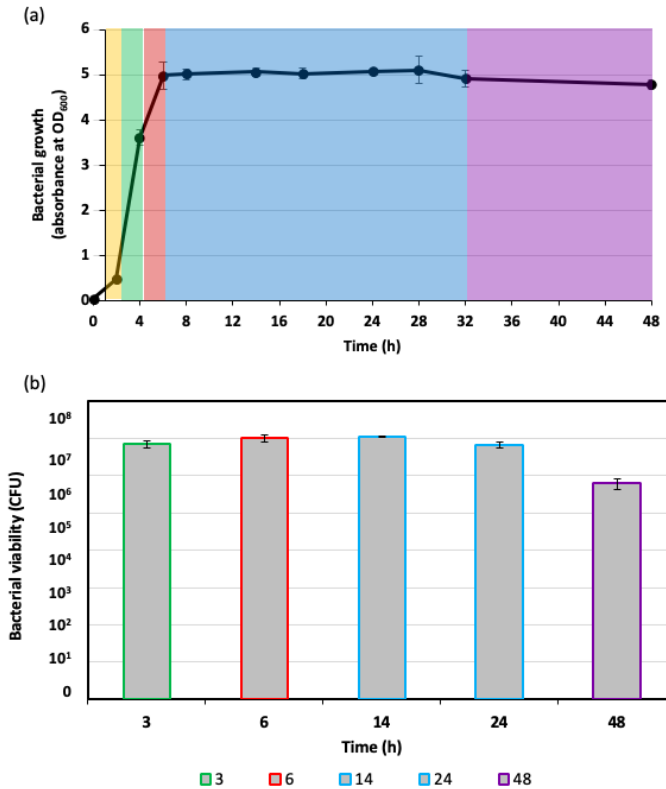 (a)
Bacterial growth
(absorbance at OD₆₀₀)
6
5
4
3
2
1
0
0 4 8 12 16 20 24 28 32 36 40 44 48
Time (h)
(b)
Bacterial viability (CFU)
10⁸
10⁷
10⁶
10⁵
10⁴
10³
10²
10¹
0
3 6 14 24 48
Time (h)
3 6 14 24 48